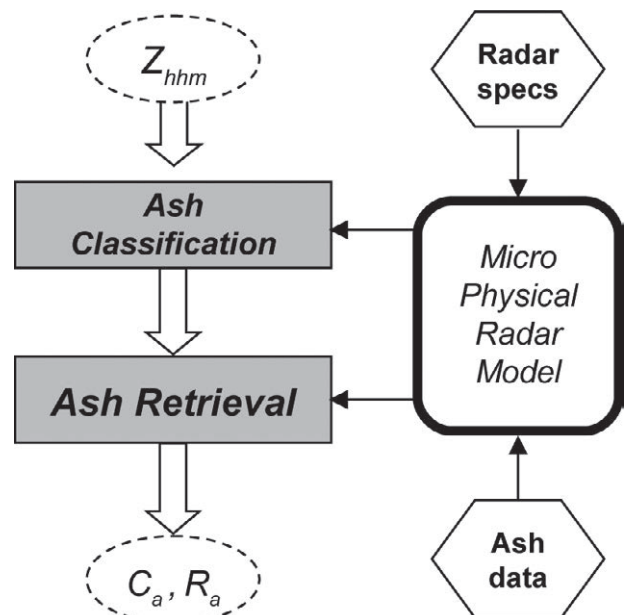 Z_hhm
Radar
specs
Ash
Classification
Micro
Physical
Radar
Model
Ash Retrieval
C_a, R_a
Ash
data